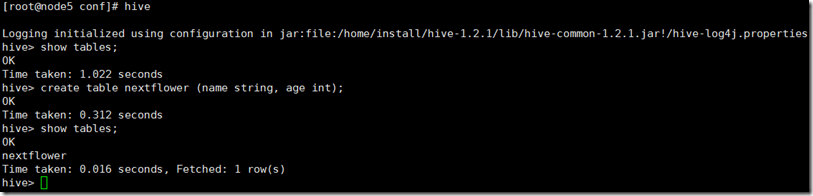 [root@node5 conf]# hive
Logging initialized using configuration in jar:file:/home/install/hive-1.2.1/lib/hive-common-1.2.1.jar!/hive-log4j.properties
hive> show tables;
OK
Time taken: 1.022 seconds
hive> create table nextflower (name string, age int);
OK
Time taken: 0.312 seconds
hive> show tables;
OK
nextflower
Time taken: 0.016 seconds, Fetched: 1 row(s)
hive>